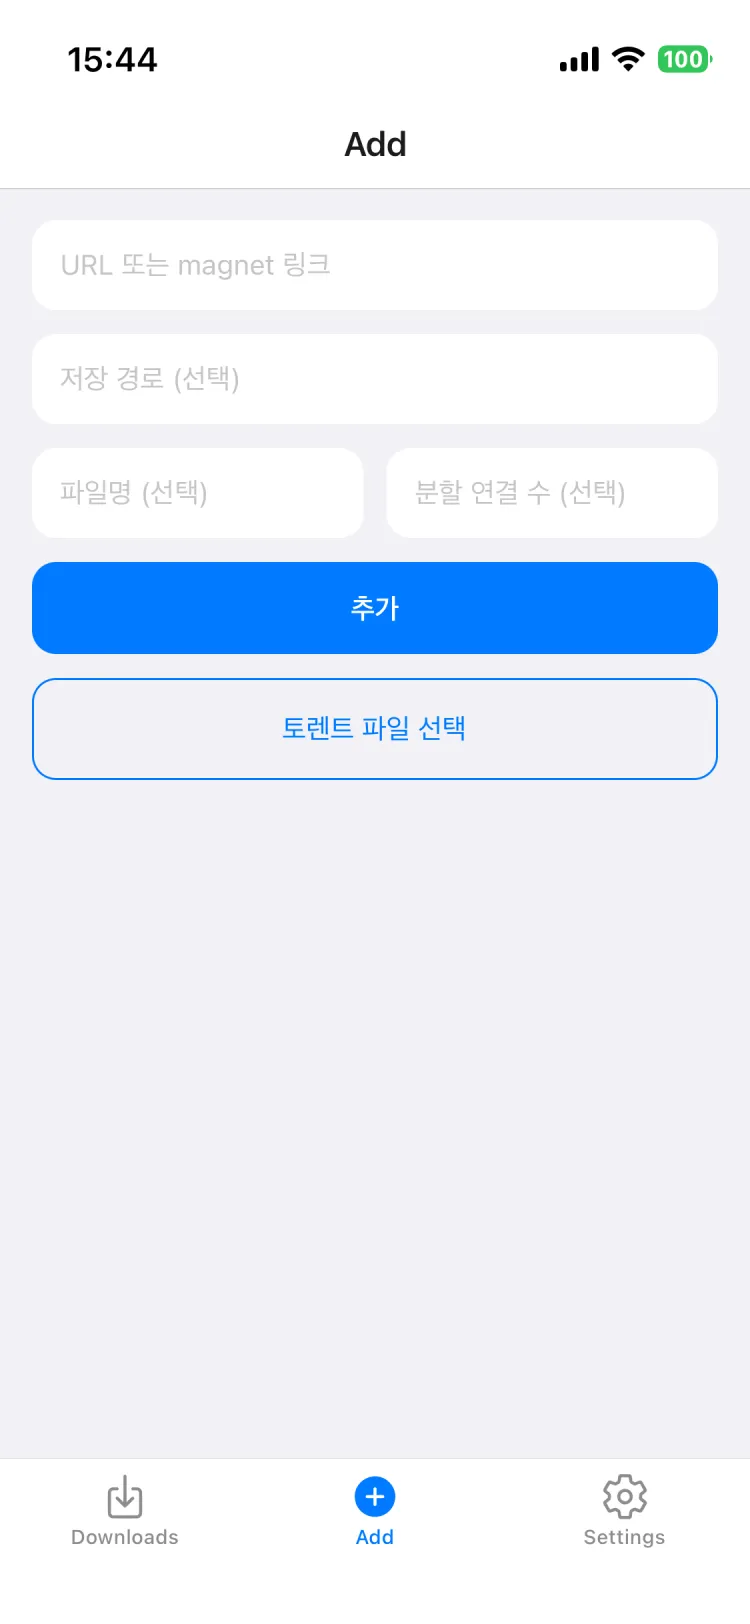 15:44
100
Add
URL 또는 magnet 링크
저장 경로 (선택)
파일명 (선택)
분할 연결 수 (선택)
추가
토렌트 파일 선택
Downloads
Add
Settings